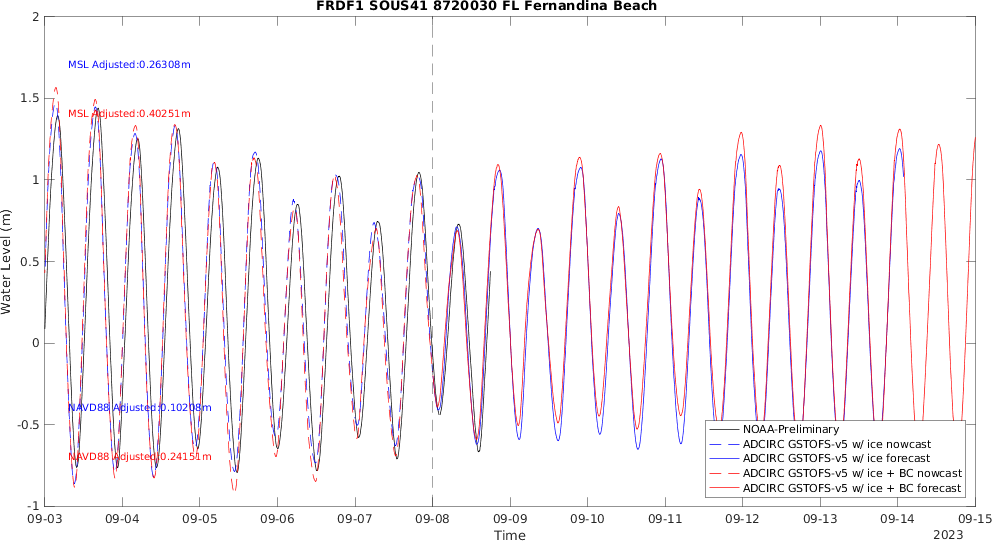 FRDF1 SOUS41 8720030 FL Fernandina Beach
2
1.5
1
0.5
0
-0.5
-1
Water Level (m)
MSL Adjusted:0.26308m
MSL Adjusted:0.40251m
NAVD88 Adjusted:0.10208m
NAVD88 Adjusted:0.24151m
NOAA-Preliminary
ADCIRC GSTOFS-v5 w/ ice nowcast
ADCIRC GSTOFS-v5 w/ ice forecast
ADCIRC GSTOFS-v5 w/ ice + BC nowcast
ADCIRC GSTOFS-v5 w/ ice + BC forecast
09-03 09-04 09-05 09-06 09-07 09-08 09-09 09-10 09-11 09-12 09-13 09-14 09-15
Time
2023